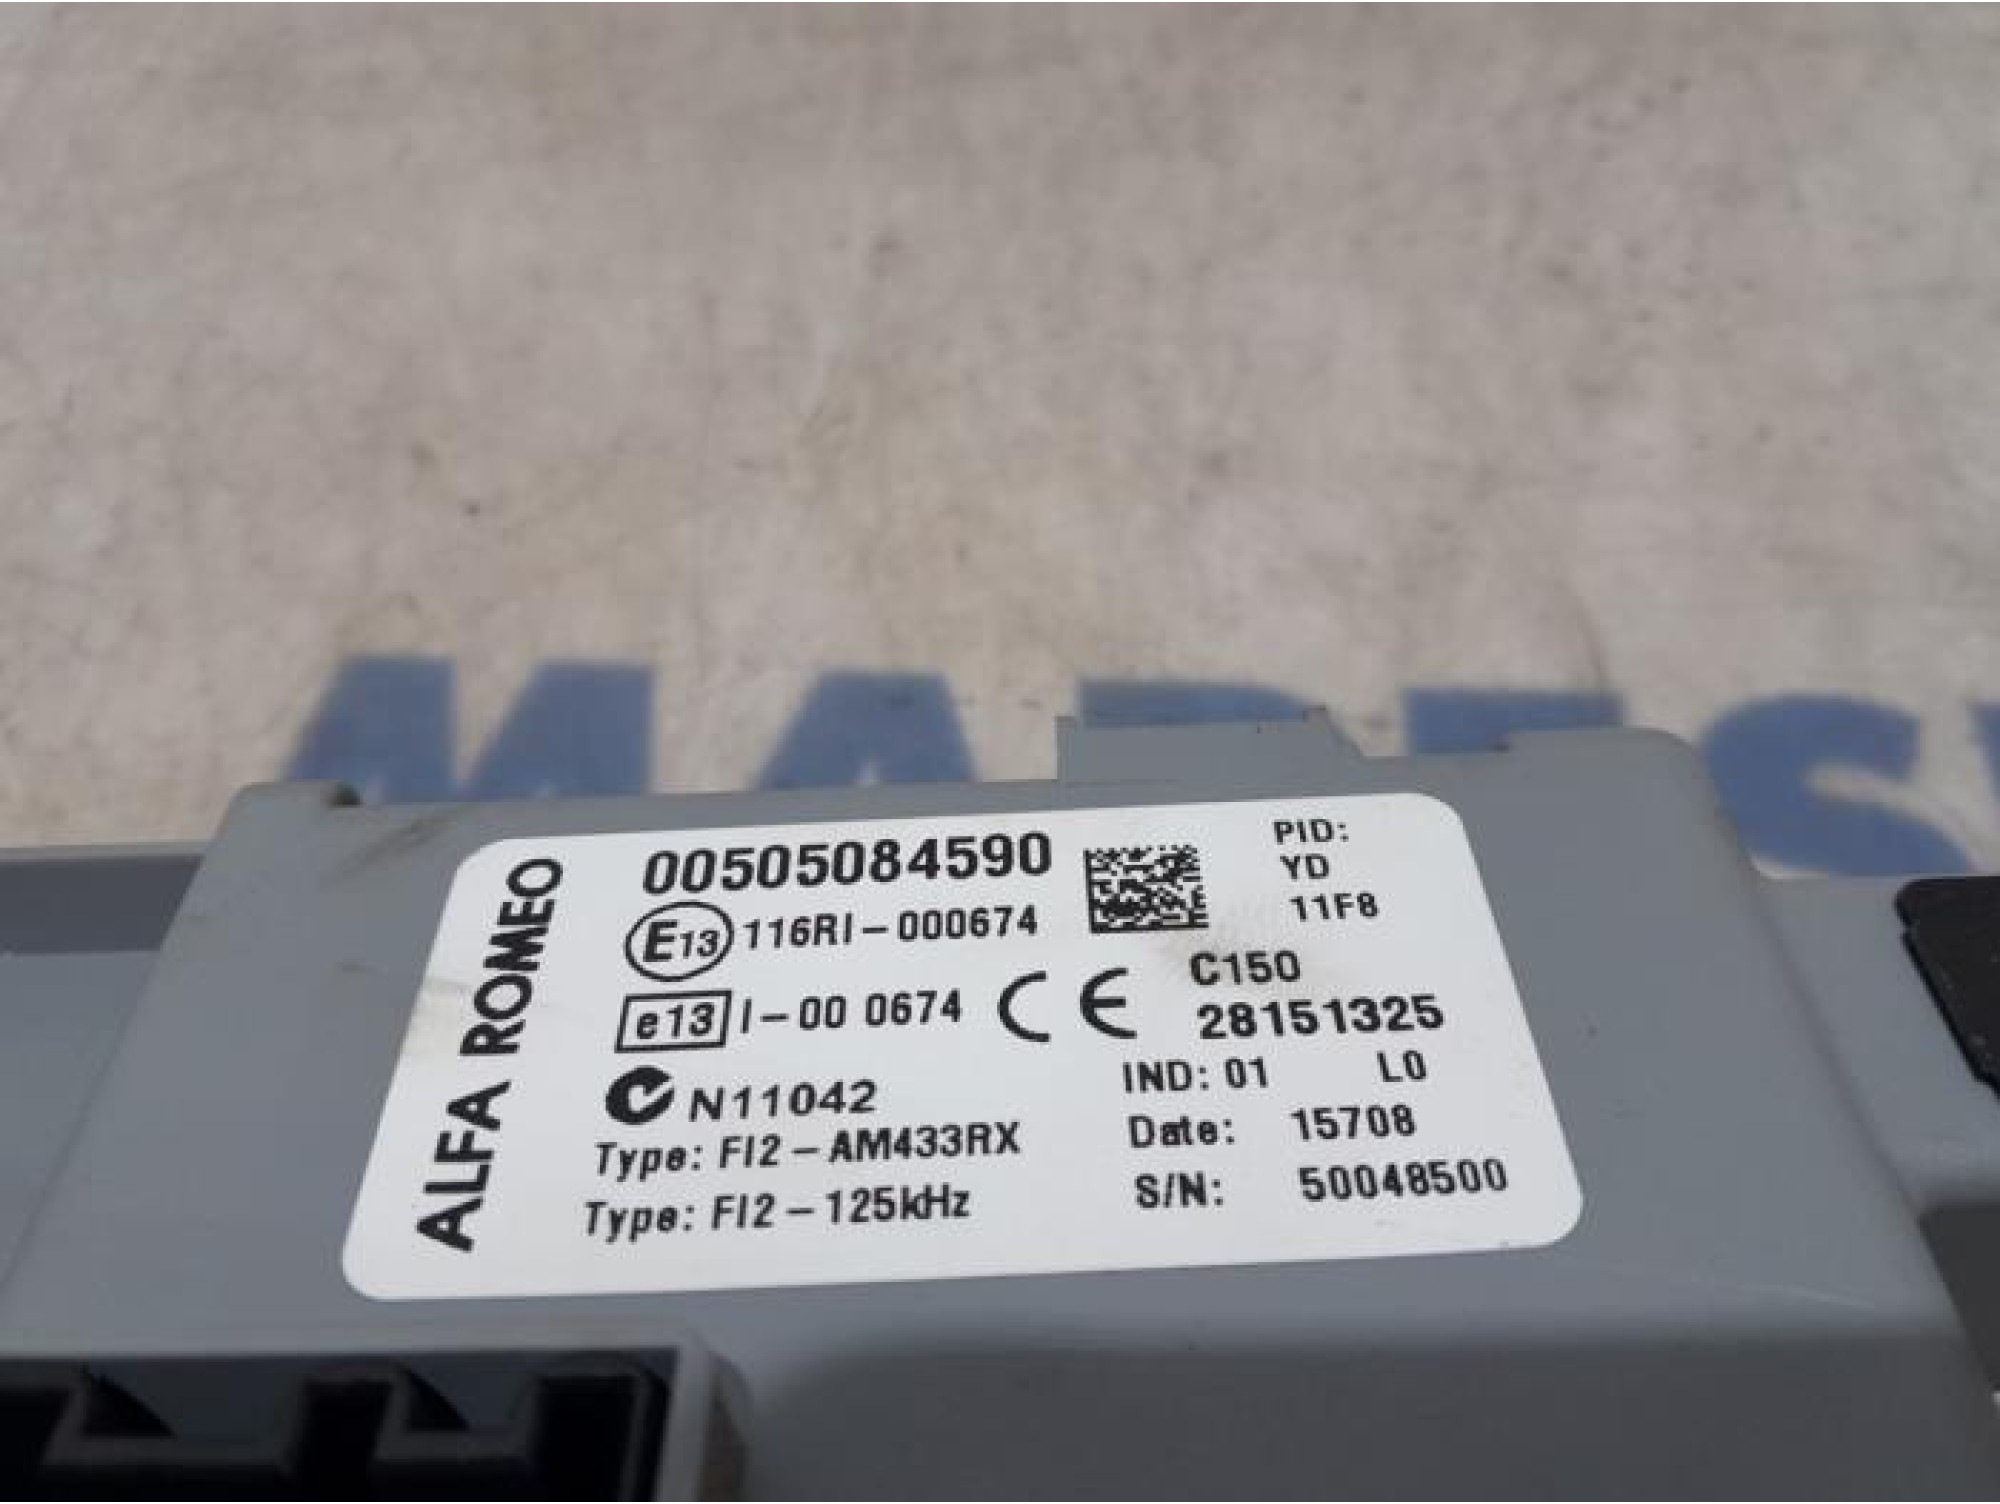 ALFA ROMEO
00505084590
E13 116RI-000674
e13 I-00 0674 CE
N11042
Type: FI2-AM433RX
Type: FI2-125kHz
PID:
YD
11F8
C150
28151325
IND: 01 L0
Date: 15708
S/N: 50048500